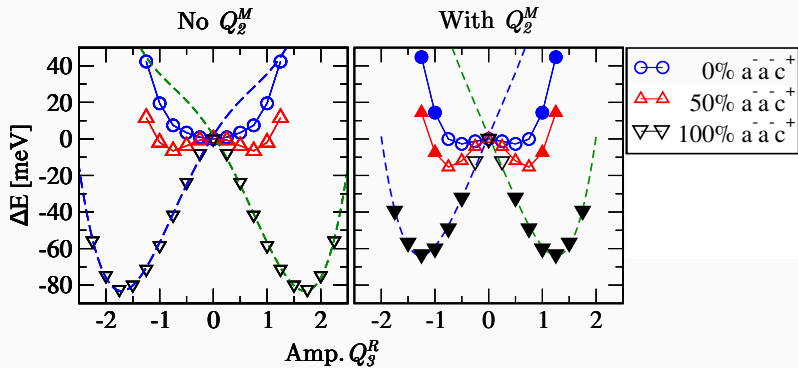 No Q₂ᴹ
With Q₂ᴹ
40
20
0
-20
-40
-60
-80
ΔE [meV]
-2 -1 0 1 2
-2 -1 0 1 2
Amp. Q₃ᴿ
0% a⁻a⁻c⁺
50% a⁻a⁻c⁺
100% a⁻a⁻c⁺